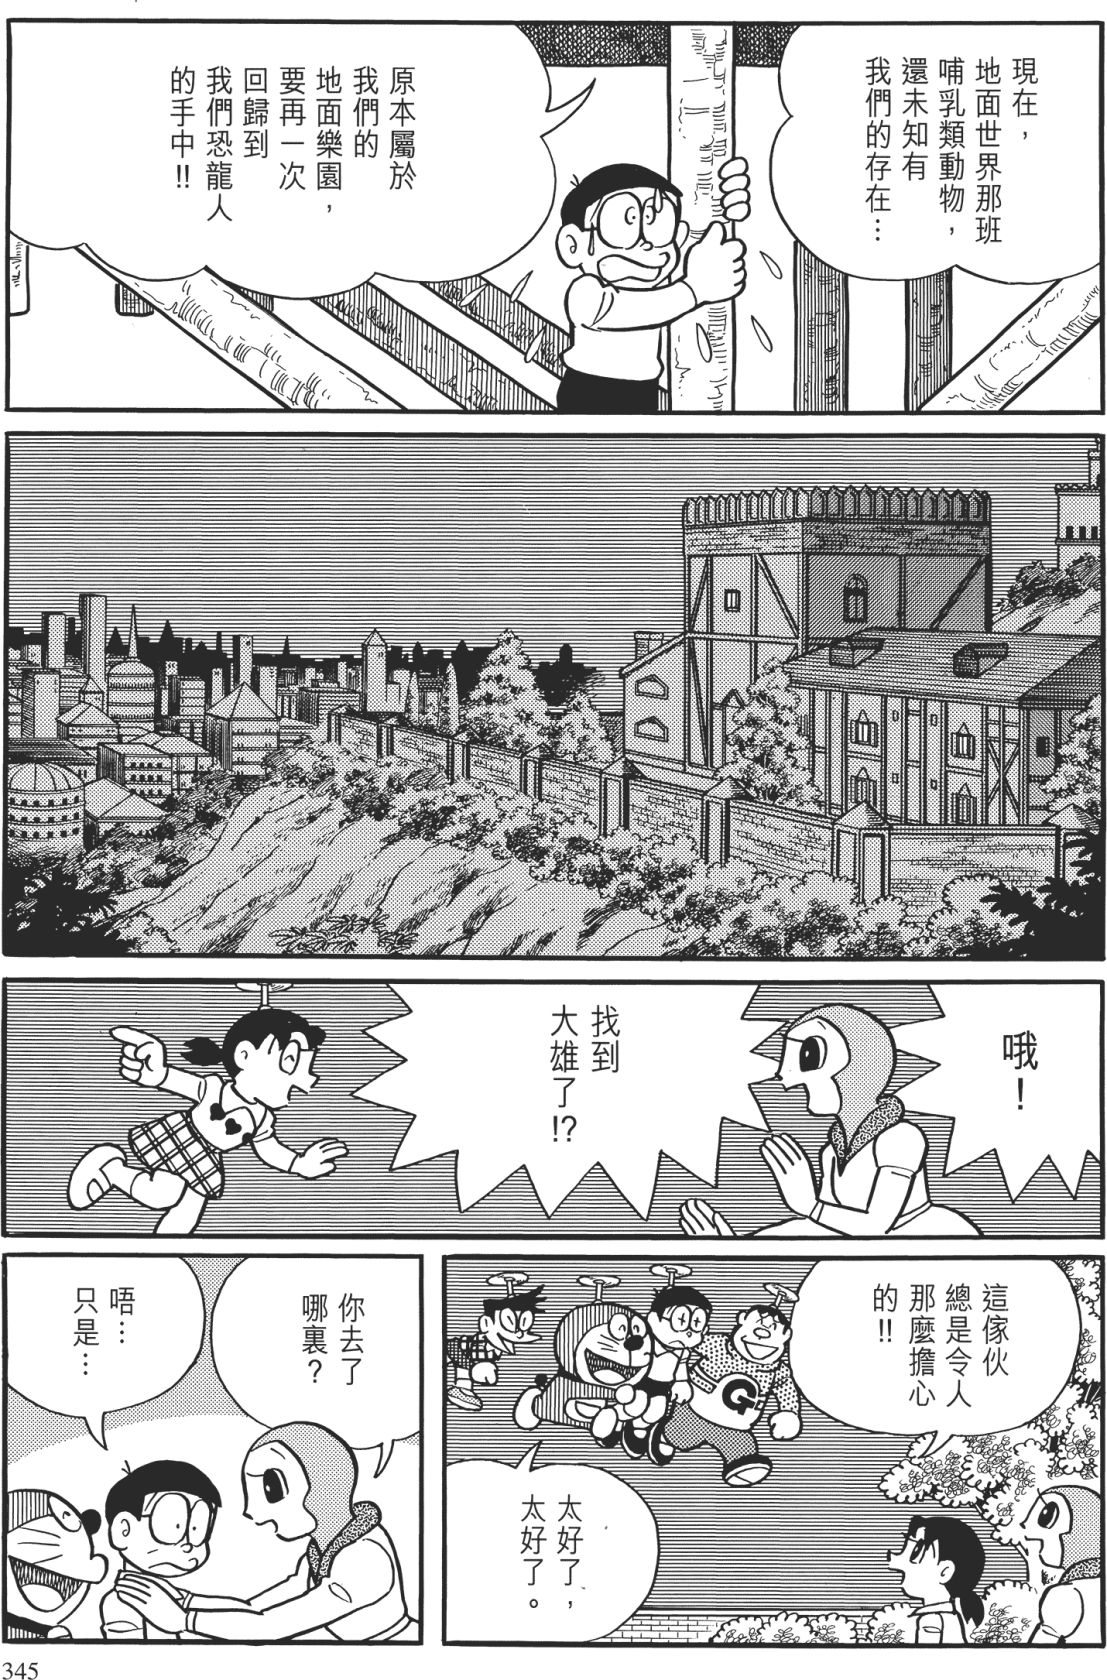 現在，
地面世界那班
哺乳類動物，
還未知有
我們的存在…
原本屬於
我們的
地面樂園，
要再一次
回歸到
我們恐龍人
的手中!!
哦！
找到
大雄了!?
這傢伙
總是令人
那麼擔心
的!!
G
太好了，
太好了。
你去了
哪裏？
唔…
只是…
345